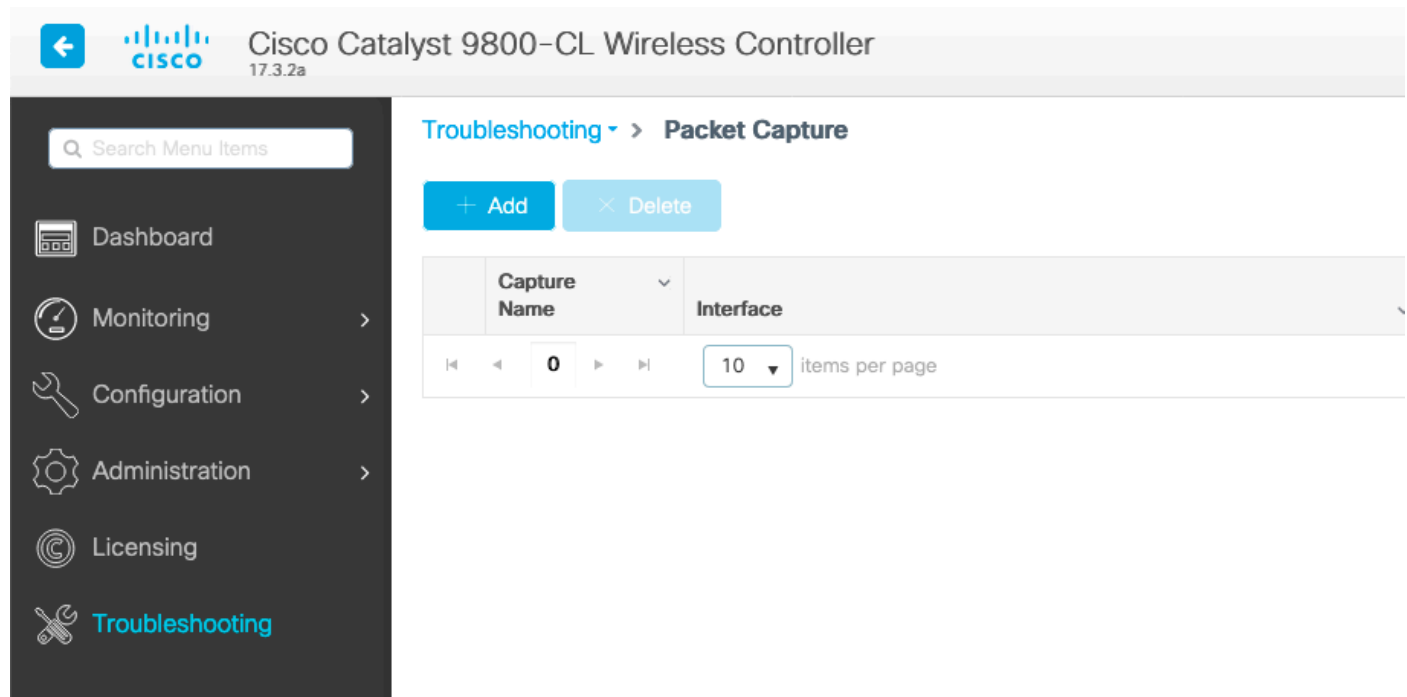 CISCO
Cisco Catalyst 9800-CL Wireless Controller
17.3.2a
Search Menu Items
Dashboard
Monitoring
Configuration
Administration
Licensing
Troubleshooting
Troubleshooting > Packet Capture
+ Add
× Delete
Capture Name
Interface
0
10
items per page